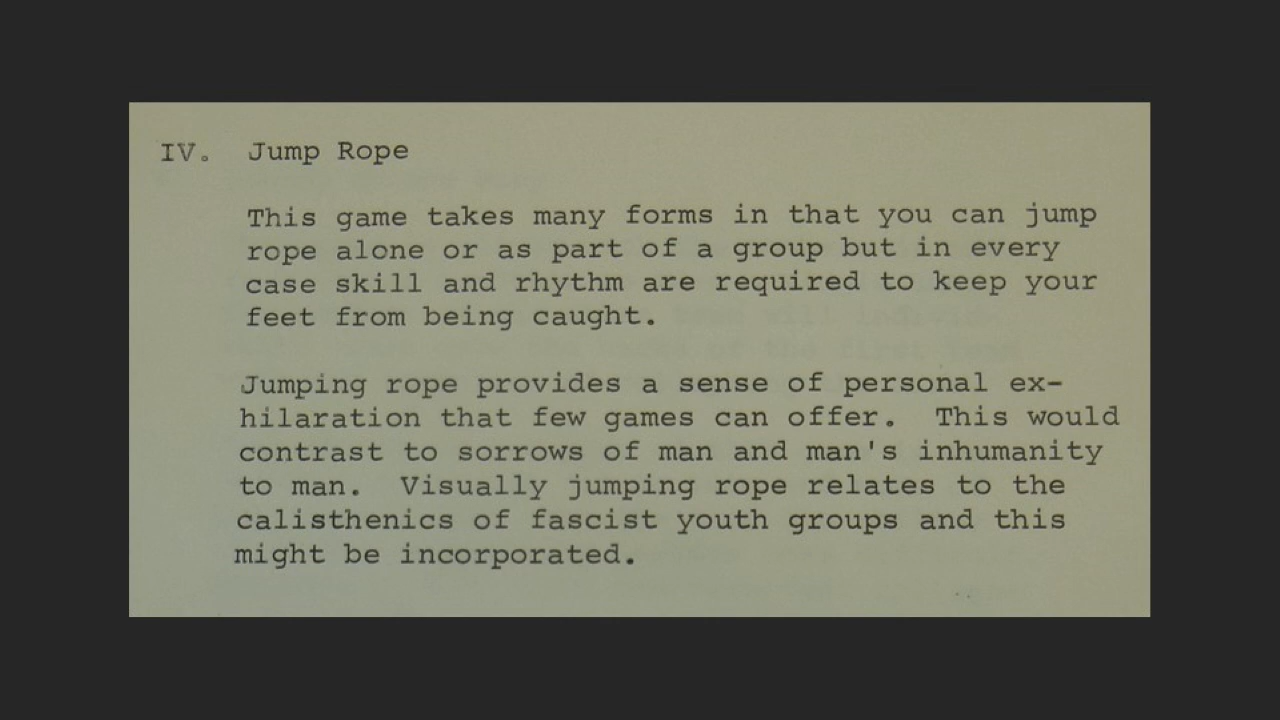 IV. Jump Rope
This game takes many forms in that you can jump
rope alone or as part of a group but in every
case skill and rhythm are required to keep your
feet from being caught.
Jumping rope provides a sense of personal ex-
hilaration that few games can offer. This would
contrast to sorrows of man and man's inhumanity
to man. Visually jumping rope relates to the
calisthenics of fascist youth groups and this
might be incorporated.